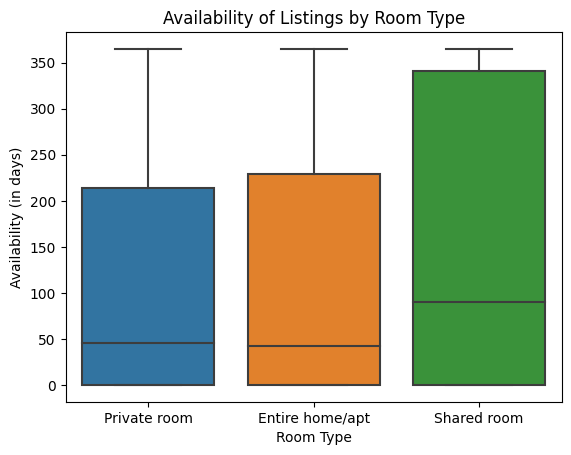 Availability of Listings by Room Type
Availability (in days)
350
300
250
200
150
100
50
0
Private room
Entire home/apt
Shared room
Room Type